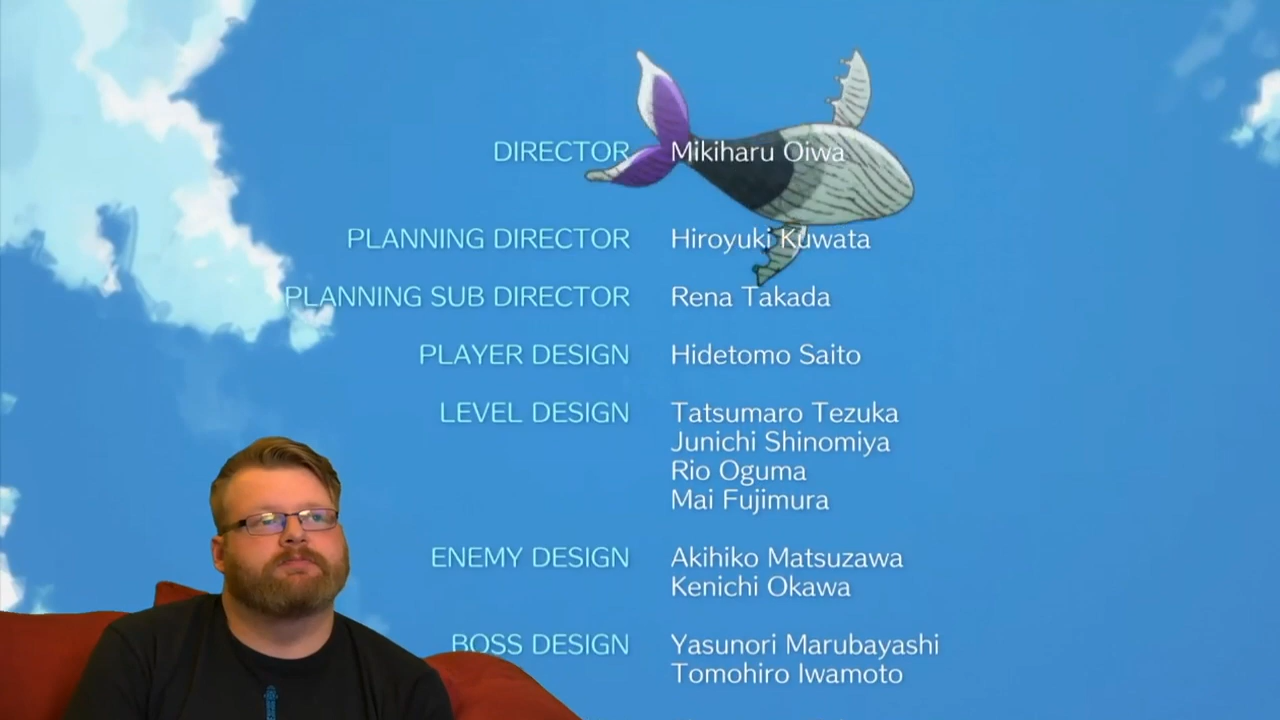 DIRECTOR Mikiharu Oiwa
PLANNING DIRECTOR Hiroyuki Kuwata
PLANNING SUB DIRECTOR Rena Takada
PLAYER DESIGN Hidetomo Saito
LEVEL DESIGN Tatsumaro Tezuka
Junichi Shinomiya
Rio Oguma
Mai Fujimura
ENEMY DESIGN Akihiko Matsuzawa
Kenichi Okawa
BOSS DESIGN Yasunori Marubayashi
Tomohiro Iwamoto